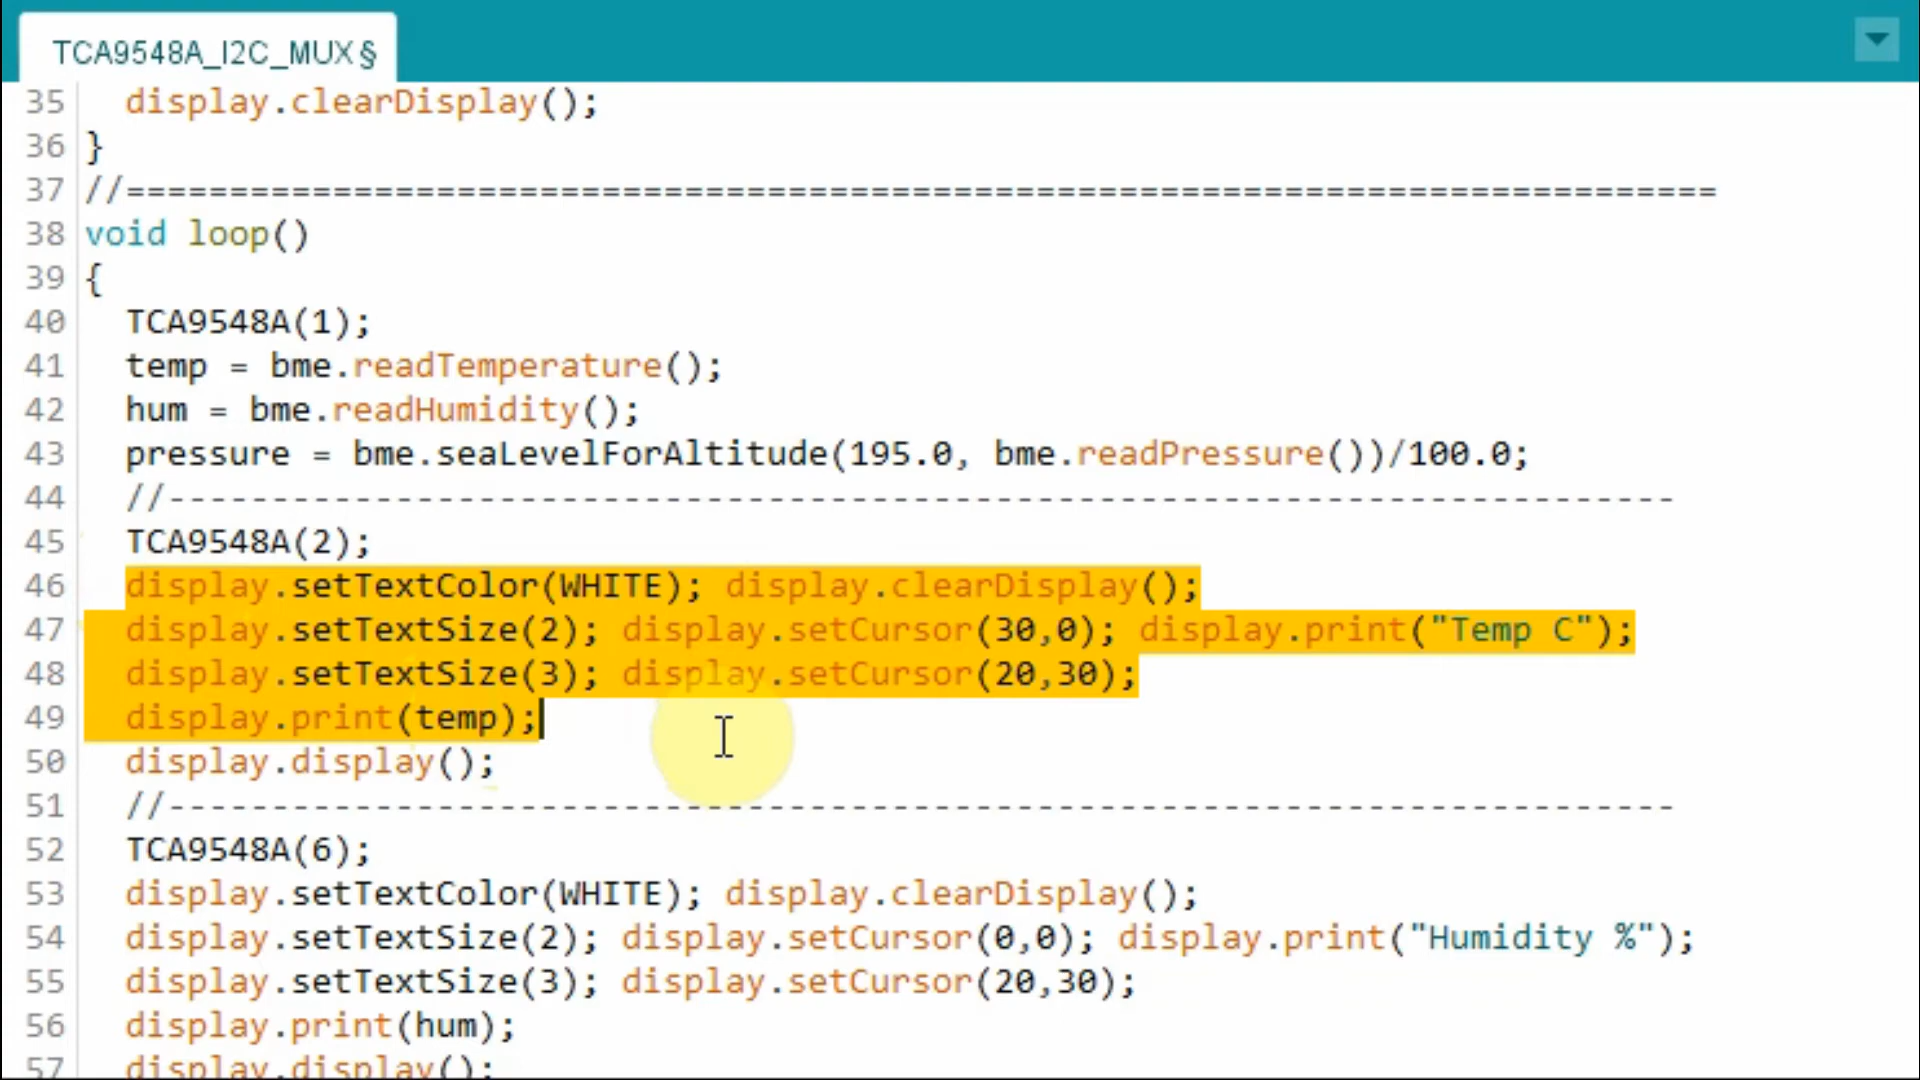 TCA9548A_I2C_MUX§
35 display.clearDisplay();
36 }
37 //=============================================================================
38 void loop()
39 {
40 TCA9548A(1);
41 temp = bme.readTemperature();
42 hum = bme.readHumidity();
43 pressure = bme.seaLevelForAltitude(195.0, bme.readPressure())/100.0;
44 //-------------------------------------------------------------------------
45 TCA9548A(2);
46 display.setTextColor(WHITE); display.clearDisplay();
47 display.setTextSize(2); display.setCursor(30,0); display.print("Temp C");
48 display.setTextSize(3); display.setCursor(20,30);
49 display.print(temp);
50 display.display();
51 //-------------------------------------------------------------------------
52 TCA9548A(6);
53 display.setTextColor(WHITE); display.clearDisplay();
54 display.setTextSize(2); display.setCursor(0,0); display.print("Humidity %");
55 display.setTextSize(3); display.setCursor(20,30);
56 display.print(hum);
57 display.display();